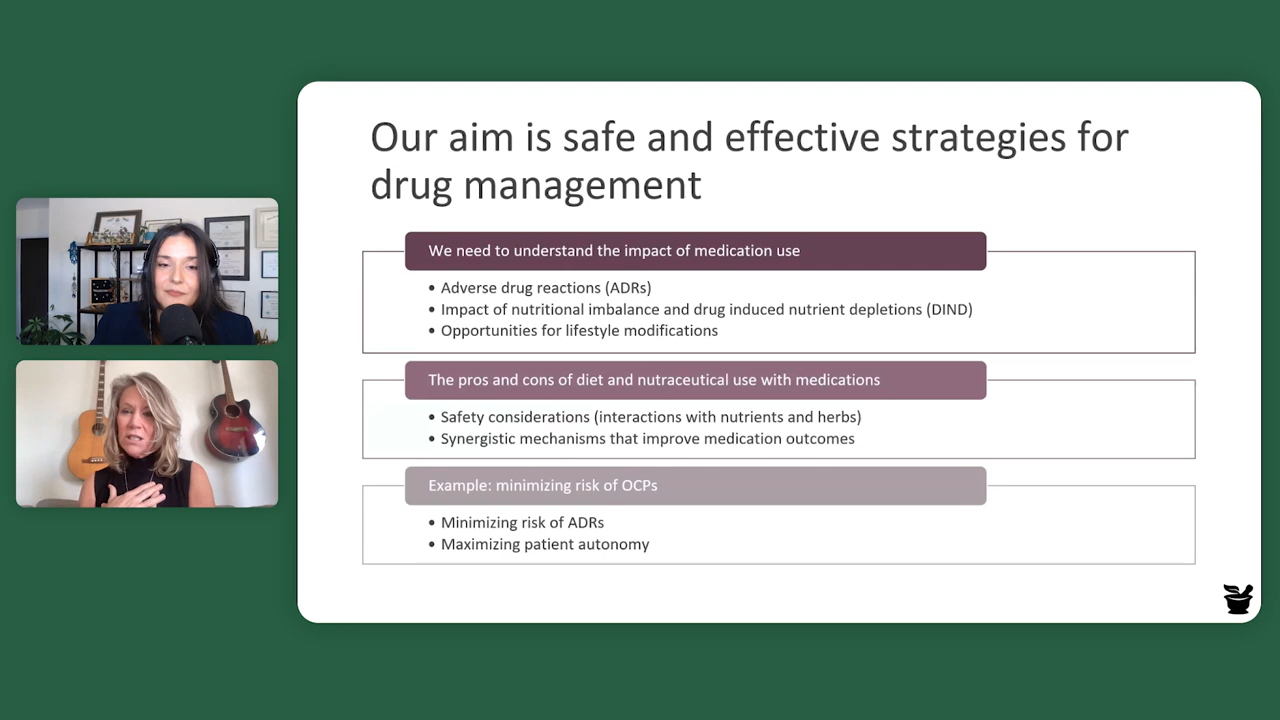 Our aim is safe and effective strategies for
drug management
We need to understand the impact of medication use
• Adverse drug reactions (ADRs)
• Impact of nutritional imbalance and drug induced nutrient depletions (DIND)
• Opportunities for lifestyle modifications
The pros and cons of diet and nutraceutical use with medications
• Safety considerations (interactions with nutrients and herbs)
• Synergistic mechanisms that improve medication outcomes
Example: minimizing risk of OCPs
• Minimizing risk of ADRs
• Maximizing patient autonomy